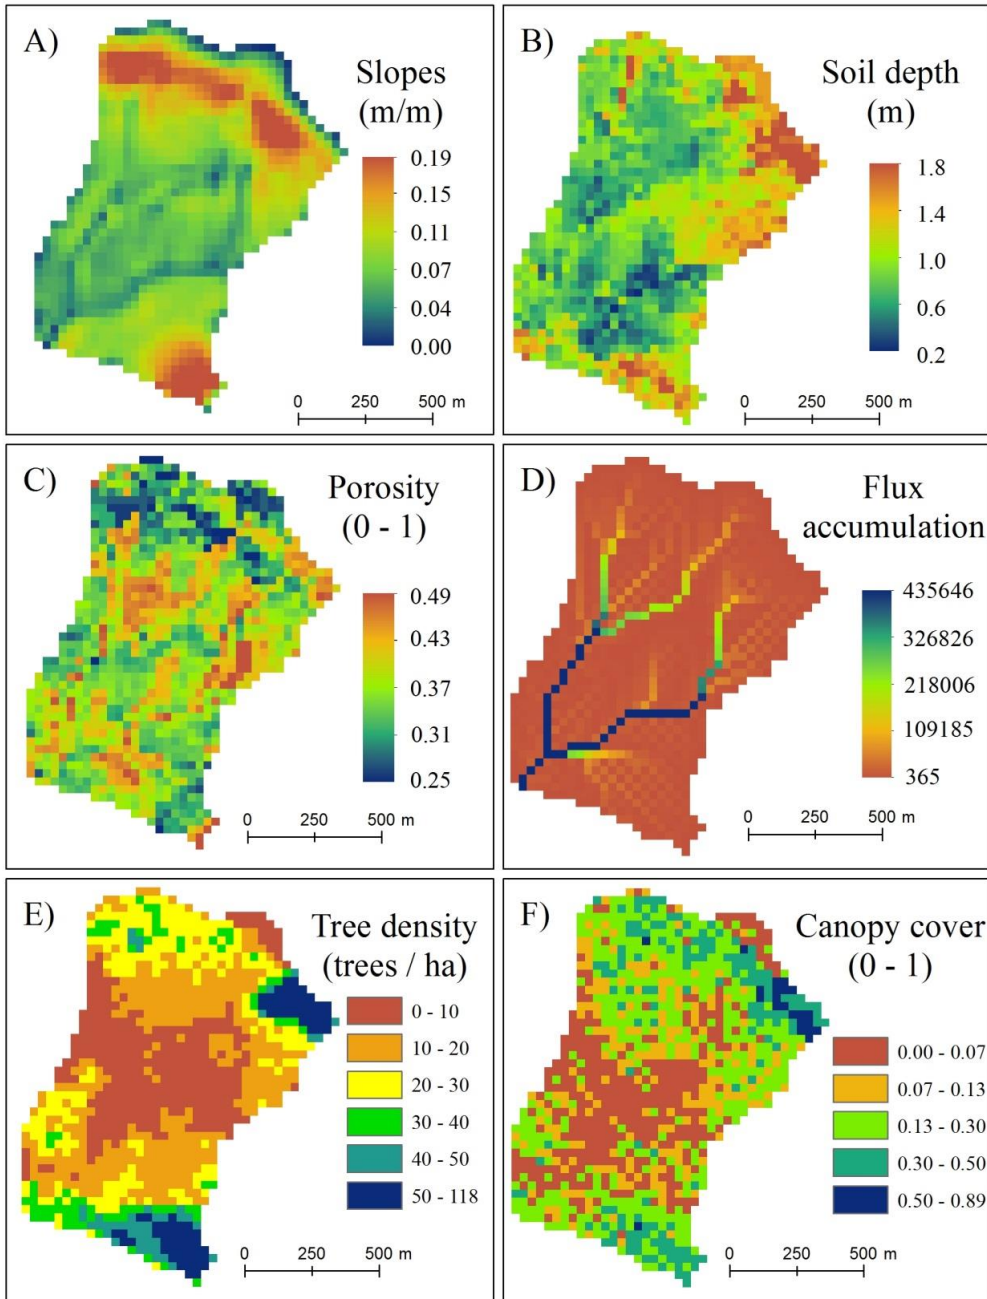 A)
Slopes
(m/m)
0.19
0.15
0.11
0.07
0.04
0.00
0 250 500 m
B)
Soil depth
(m)
1.8
1.4
1.0
0.6
0.2
0 250 500 m
C)
Porosity
(0 - 1)
0.49
0.43
0.37
0.31
0.25
0 250 500 m
D)
Flux
accumulation
435646
326826
218006
109185
365
0 250 500 m
E)
Tree density
(trees / ha)
0 - 10
10 - 20
20 - 30
30 - 40
40 - 50
50 - 118
0 250 500 m
F)
Canopy cover
(0 - 1)
0.00 - 0.07
0.07 - 0.13
0.13 - 0.30
0.30 - 0.50
0.50 - 0.89
0 250 500 m